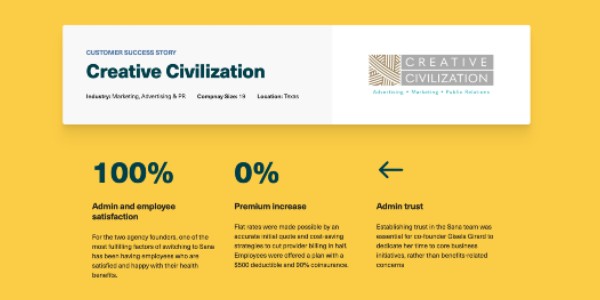 CUSTOMER SUCCESS STORY
Creative Civilization
Industry: Marketing, Advertising & PR Compnay Size: 19 Location: Texas
CREATIVE
CIVILIZATION
Advertising • Marketing • Public Relations
100%
Admin and employee
satisfaction
For the two agency founders, one of the
most fulfilling factors of switching to Sana
has been having employees who are
satisfied and happy with their health
benefits.
0%
Premium increase
Flat rates were made possible by an
accurate initial quote and cost-saving
strategies to cut provider billing in half.
Employees were offered a plan with a
$500 deductible and 90% coinsurance.
←
Admin trust
Establishing trust in the Sana team was
essential for co-founder Gisela Girard to
dedicate her time to core business
initiatives, rather than benefits-related
concerns